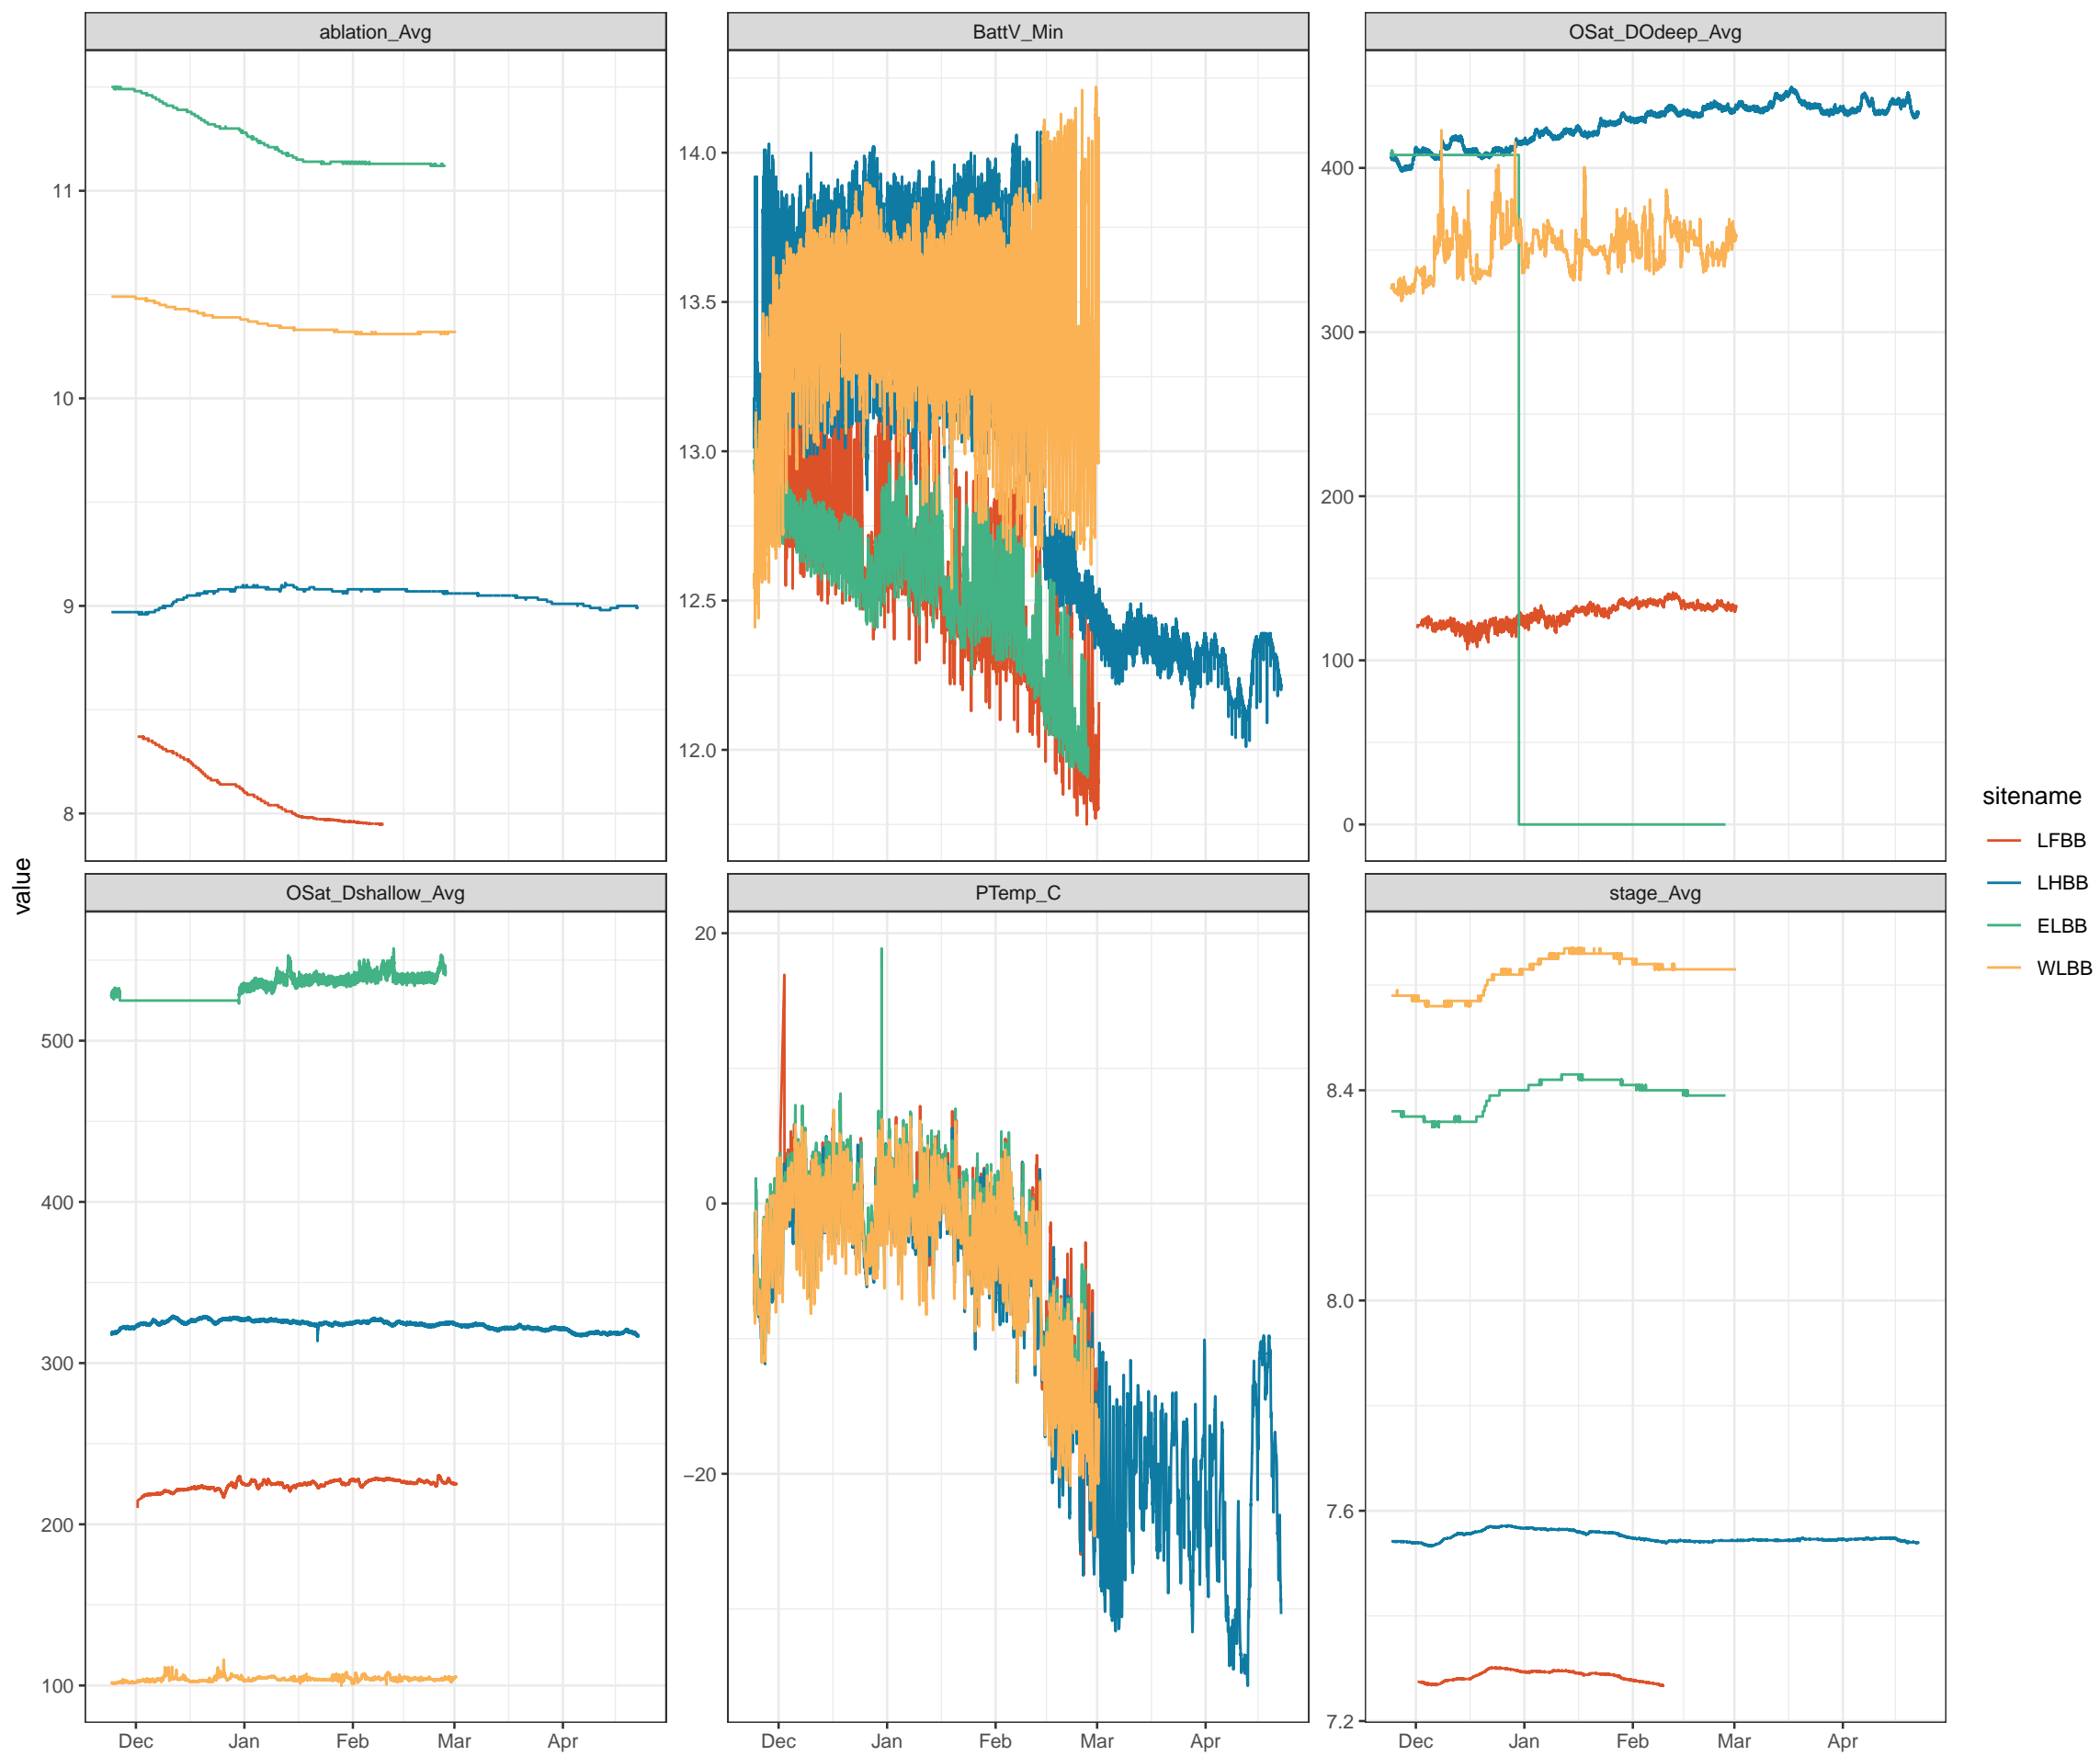 ablation_Avg
BattV_Min
OSat_DOdeep_Avg
11
10
9
8
14.0
13.5
13.0
12.5
12.0
400
300
200
100
0
value
OSat_Dshallow_Avg
PTemp_C
stage_Avg
500
400
300
200
100
20
0
−20
8.4
8.0
7.6
7.2
Dec Jan Feb Mar Apr
Dec Jan Feb Mar Apr
Dec Jan Feb Mar Apr
sitename
LFBB
LHBB
ELBB
WLBB